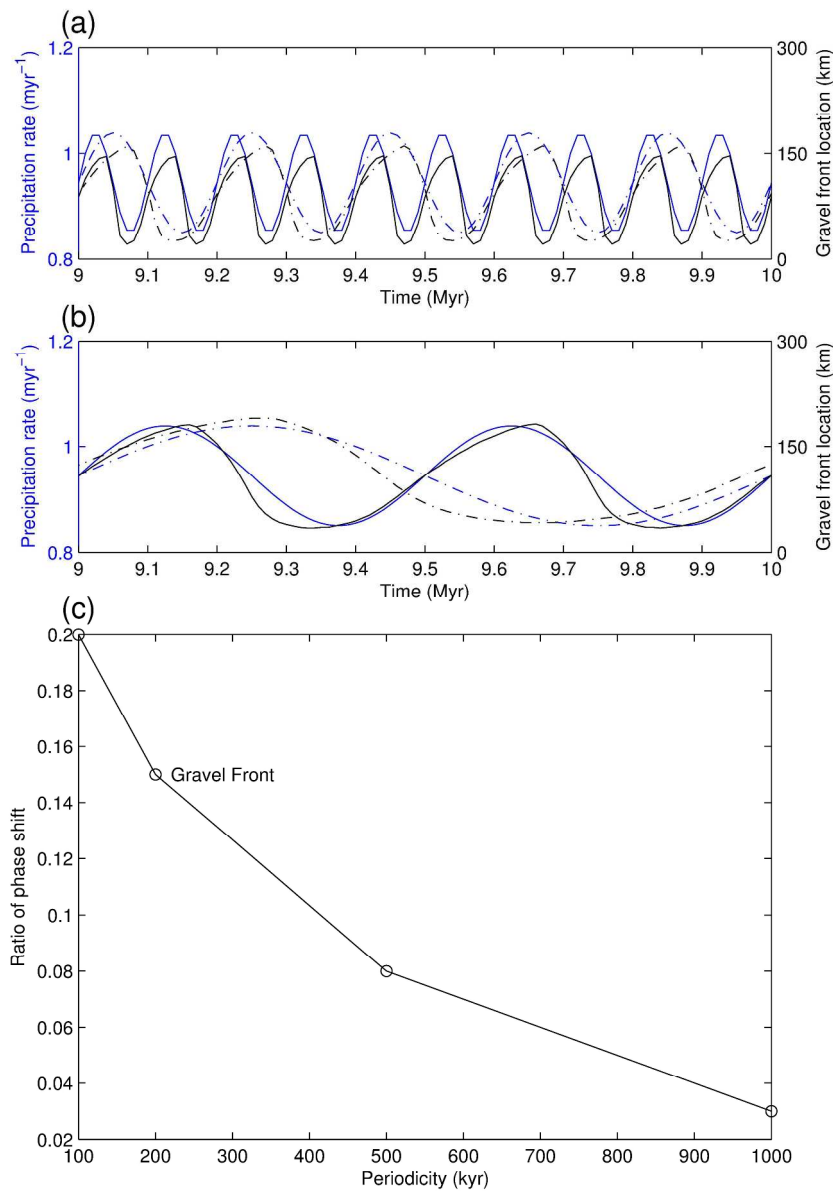 (a)
Precipitation rate (myr⁻¹)
1.2
1
0.8
300
150
0
Gravel front location (km)
9 9.1 9.2 9.3 9.4 9.5 9.6 9.7 9.8 9.9 10
Time (Myr)
(b)
Precipitation rate (myr⁻¹)
1.2
1
0.8
300
150
0
Gravel front location (km)
9 9.1 9.2 9.3 9.4 9.5 9.6 9.7 9.8 9.9 10
Time (Myr)
(c)
Ratio of phase shift
0.2
0.18
0.16
0.14
0.12
0.1
0.08
0.06
0.04
0.02
Gravel Front
100 200 300 400 500 600 700 800 900 1000
Periodicity (kyr)